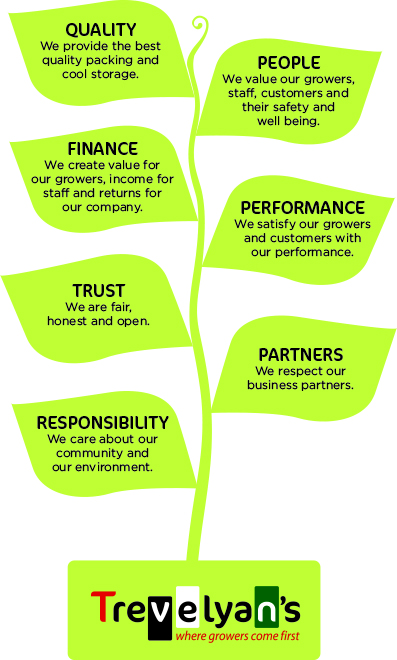 QUALITY
We provide the best
quality packing and
cool storage.
PEOPLE
We value our growers,
staff, customers and
their safety and
well being.
FINANCE
We create value for
our growers, income for
staff and returns for
our company.
PERFORMANCE
We satisfy our growers
and customers with
our performance.
TRUST
We are fair,
honest and open.
PARTNERS
We respect our
business partners.
RESPONSIBILITY
We care about our
community and
our environment.
Trevelyan's
where growers come first